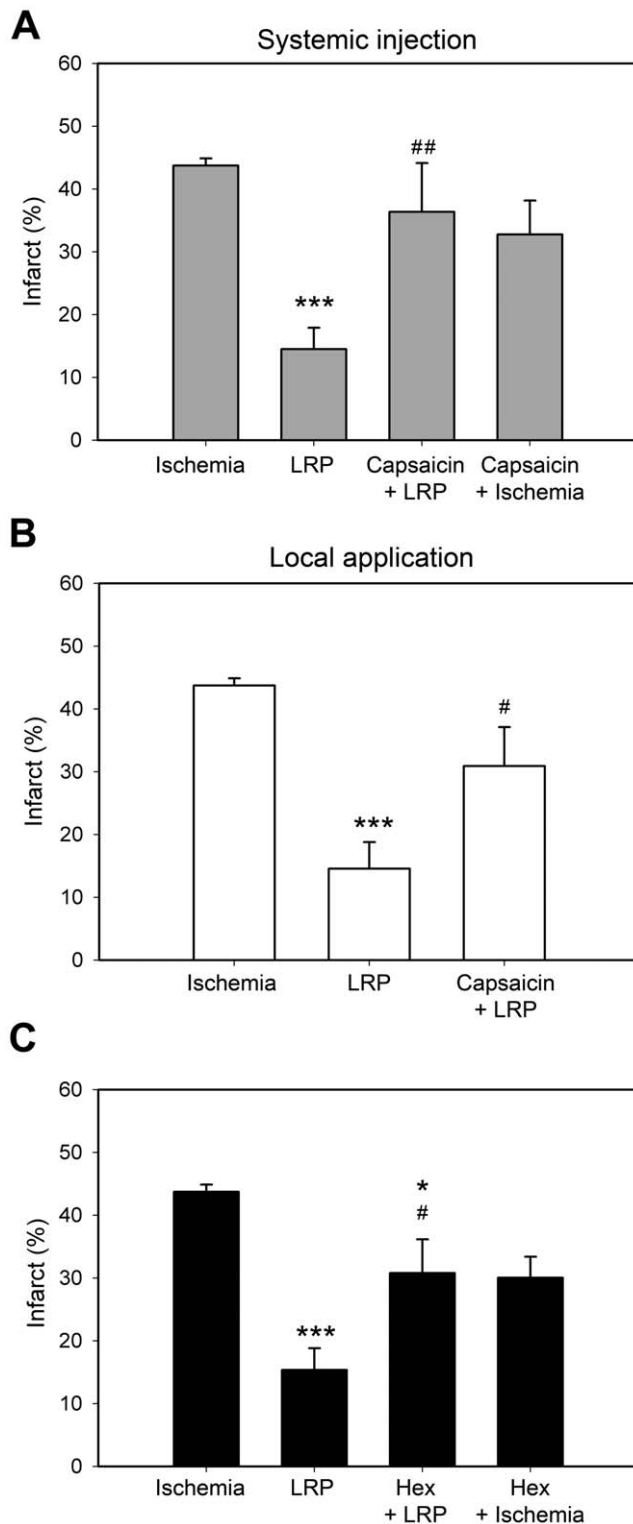 A
Systemic injection
60
50
40
30
20
10
0
Infarct (%)
***
##
Ischemia
LRP
Capsaicin
+ LRP
Capsaicin
+ Ischemia
B
Local application
60
50
40
30
20
10
0
Infarct (%)
***
#
Ischemia
LRP
Capsaicin
+ LRP
C
60
50
40
30
20
10
0
Infarct (%)
***
*
#
Ischemia
LRP
Hex
+ LRP
Hex
+ Ischemia